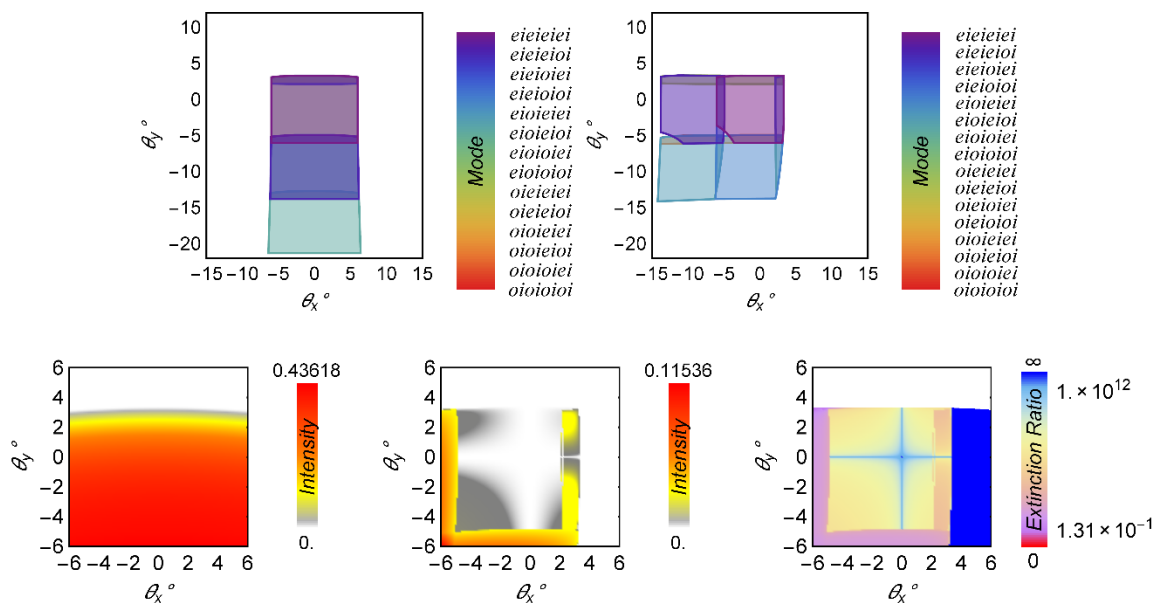 10
5
0
−5
−10
−15
−20
θy°
−15 −10 −5 0 5 10 15
θx°
Mode
eieieiei
eieieioi
eieioiei
eieioioi
eioieiei
eioieioi
eioioiei
eioioioi
oieieiei
oieieioi
oioieiei
oioieioi
oioioiei
oioioioi
10
5
0
−5
−10
−15
−20
θy°
−15 −10 −5 0 5 10 15
θx°
Mode
eieieiei
eieieioi
eieioiei
eieioioi
eioieiei
eioieioi
eioioiei
eioioioi
oieieiei
oieieioi
oioieiei
oioieioi
oioioiei
oioioioi
6
4
2
0
−2
−4
−6
θy°
−6 −4 −2 0 2 4 6
θx°
0.43618
Intensity
0.
6
4
2
0
−2
−4
−6
θy°
−6 −4 −2 0 2 4 6
θx°
0.11536
Intensity
0.
6
4
2
0
−2
−4
−6
θy°
−6 −4 −2 0 2 4 6
θx°
∞
1.×10^12
Extinction Ratio
1.31×10^−1
0